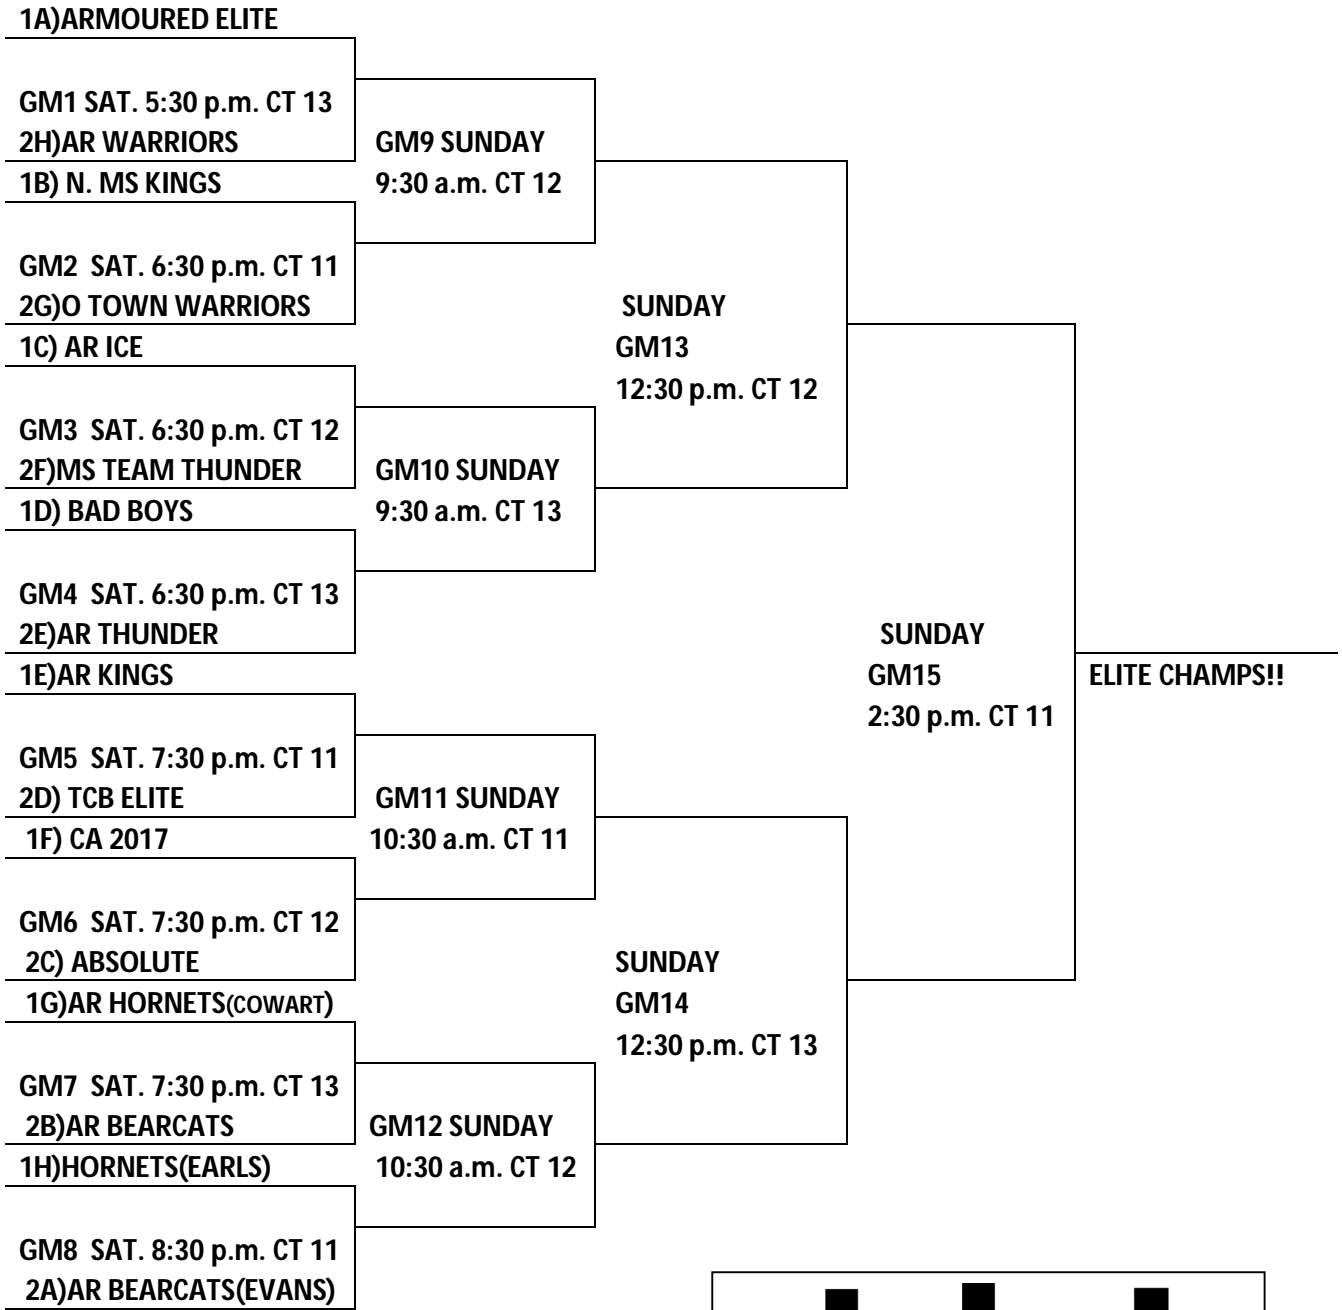 1A)ARMOURED ELITE
GM1 SAT. 5:30 p.m. CT 13
2H)AR WARRIORS
1B) N. MS KINGS
GM2 SAT. 6:30 p.m. CT 11
2G)O TOWN WARRIORS
1C) AR ICE
GM3 SAT. 6:30 p.m. CT 12
2F)MS TEAM THUNDER
1D) BAD BOYS
GM4 SAT. 6:30 p.m. CT 13
2E)AR THUNDER
1E)AR KINGS
GM5 SAT. 7:30 p.m. CT 11
2D) TCB ELITE
1F) CA 2017
GM6 SAT. 7:30 p.m. CT 12
2C) ABSOLUTE
1G)AR HORNETS(COWART)
GM7 SAT. 7:30 p.m. CT 13
2B)AR BEARCATS
1H)HORNETS(EARLS)
GM8 SAT. 8:30 p.m. CT 11
2A)AR BEARCATS(EVANS)
GM9 SUNDAY
9:30 a.m. CT 12
GM10 SUNDAY
9:30 a.m. CT 13
GM11 SUNDAY
10:30 a.m. CT 11
GM12 SUNDAY
10:30 a.m. CT 12
SUNDAY
GM13
12:30 p.m. CT 12
SUNDAY
GM14
12:30 p.m. CT 13
SUNDAY
GM15
2:30 p.m. CT 11
ELITE CHAMPS!!